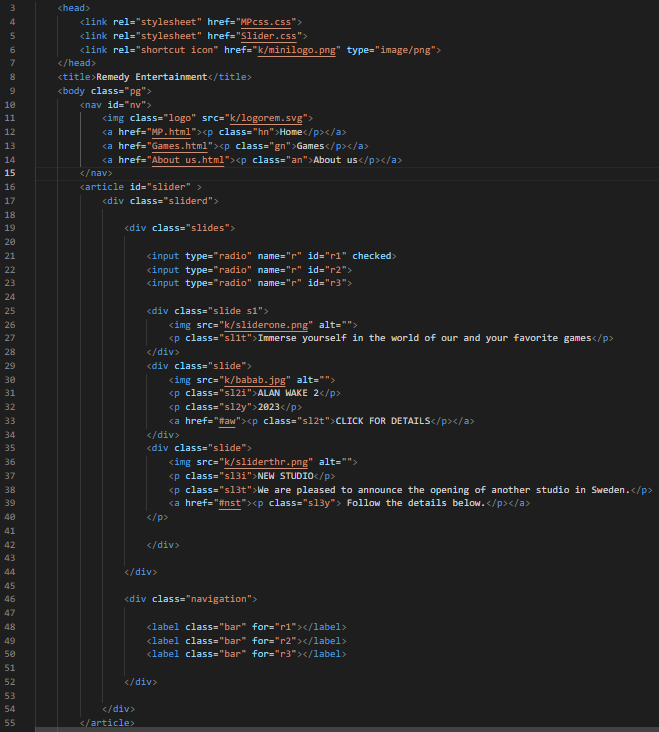 3 <head>
4 <link rel="stylesheet" href="MPcss.css">
5 <link rel="stylesheet" href="Slider.css">
6 <link rel="shortcut icon" href="k/minilogo.png" type="image/png">
7 </head>
8 <title>Remedy Entertainment</title>
9 <body class="pg">
10 <nav id="nv">
11 <img class="logo" src="k/logorem.svg">
12 <a href="MP.html"><p class="hn">Home</p></a>
13 <a href="Games.html"><p class="gn">Games</p></a>
14 <a href="About us.html"><p class="an">About us</p></a>
15 </nav>
16 <article id="slider" >
17 <div class="sliderd">
18
19 <div class="slides">
20
21 <input type="radio" name="r" id="r1" checked>
22 <input type="radio" name="r" id="r2">
23 <input type="radio" name="r" id="r3">
24
25 <div class="slide s1">
26 <img src="k/sliderone.png" alt="">
27 <p class="sl1t">Immerse yourself in the world of our and your favorite games</p>
28 </div>
29 <div class="slide">
30 <img src="k/babab.jpg" alt="">
31 <p class="sl2i">ALAN WAKE 2</p>
32 <p class="sl2y">2023</p>
33 <a href="#aw"><p class="sl2t">CLICK FOR DETAILS</p></a>
34 </div>
35 <div class="slide">
36 <img src="k/sliderthr.png" alt="">
37 <p class="sl3i">NEW STUDIO</p>
38 <p class="sl3t">We are pleased to announce the opening of another studio in Sweden.</p>
39 <a href="#nst"><p class="sl3y"> Follow the details below.</p></a>
40 </p>
41
42 </div>
43
44 </div>
45
46 <div class="navigation">
47
48 <label class="bar" for="r1"></label>
49 <label class="bar" for="r2"></label>
50 <label class="bar" for="r3"></label>
51
52 </div>
53
54 </div>
55 </article>